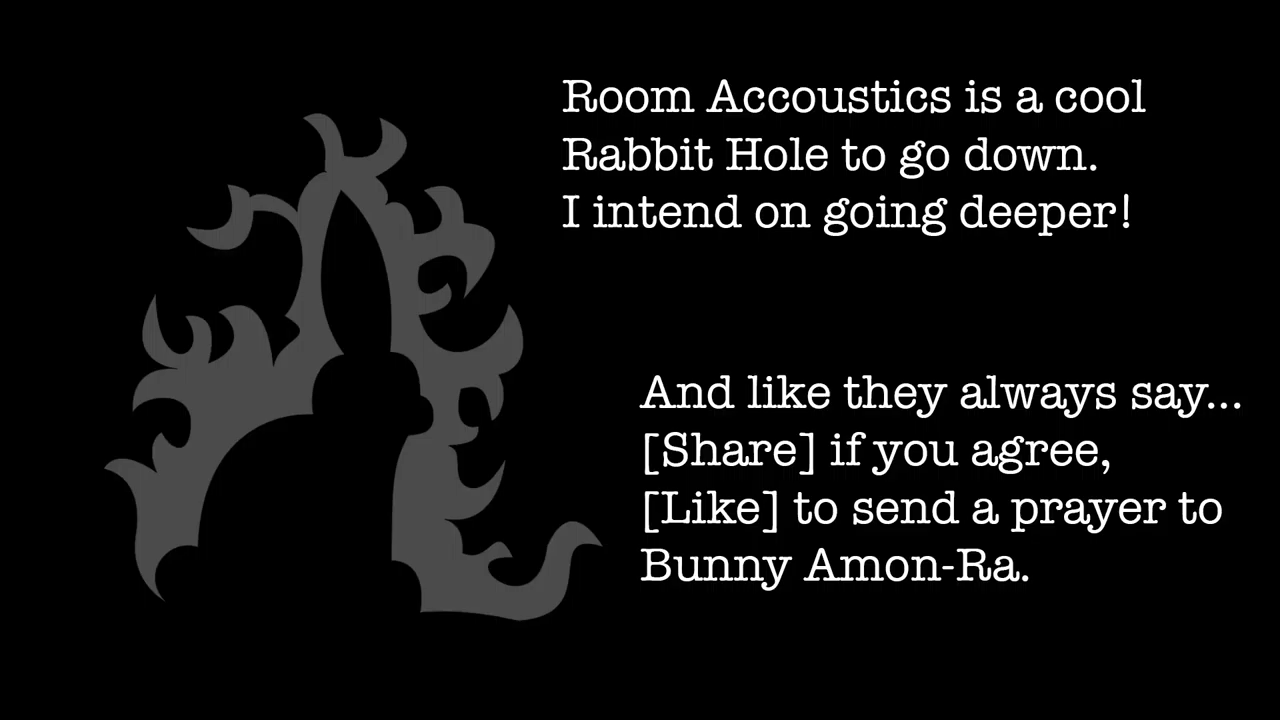 Room Accoustics is a cool
Rabbit Hole to go down.
I intend on going deeper!
And like they always say...
[Share] if you agree,
[Like] to send a prayer to
Bunny Amon-Ra.